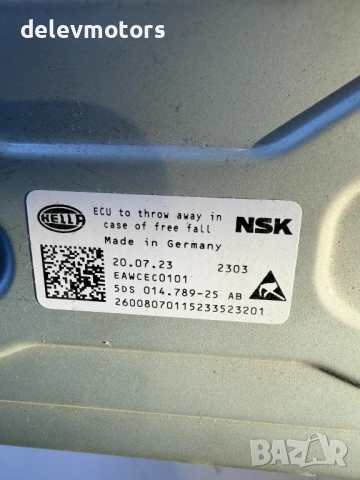 delevmotors
HELLA
ECU to throw away in
case of free fall
NSK
Made in Germany
20.07.23 2303
EAWCEC0101
5DS 014.789-25 AB
26008070115233523201
BAZAR